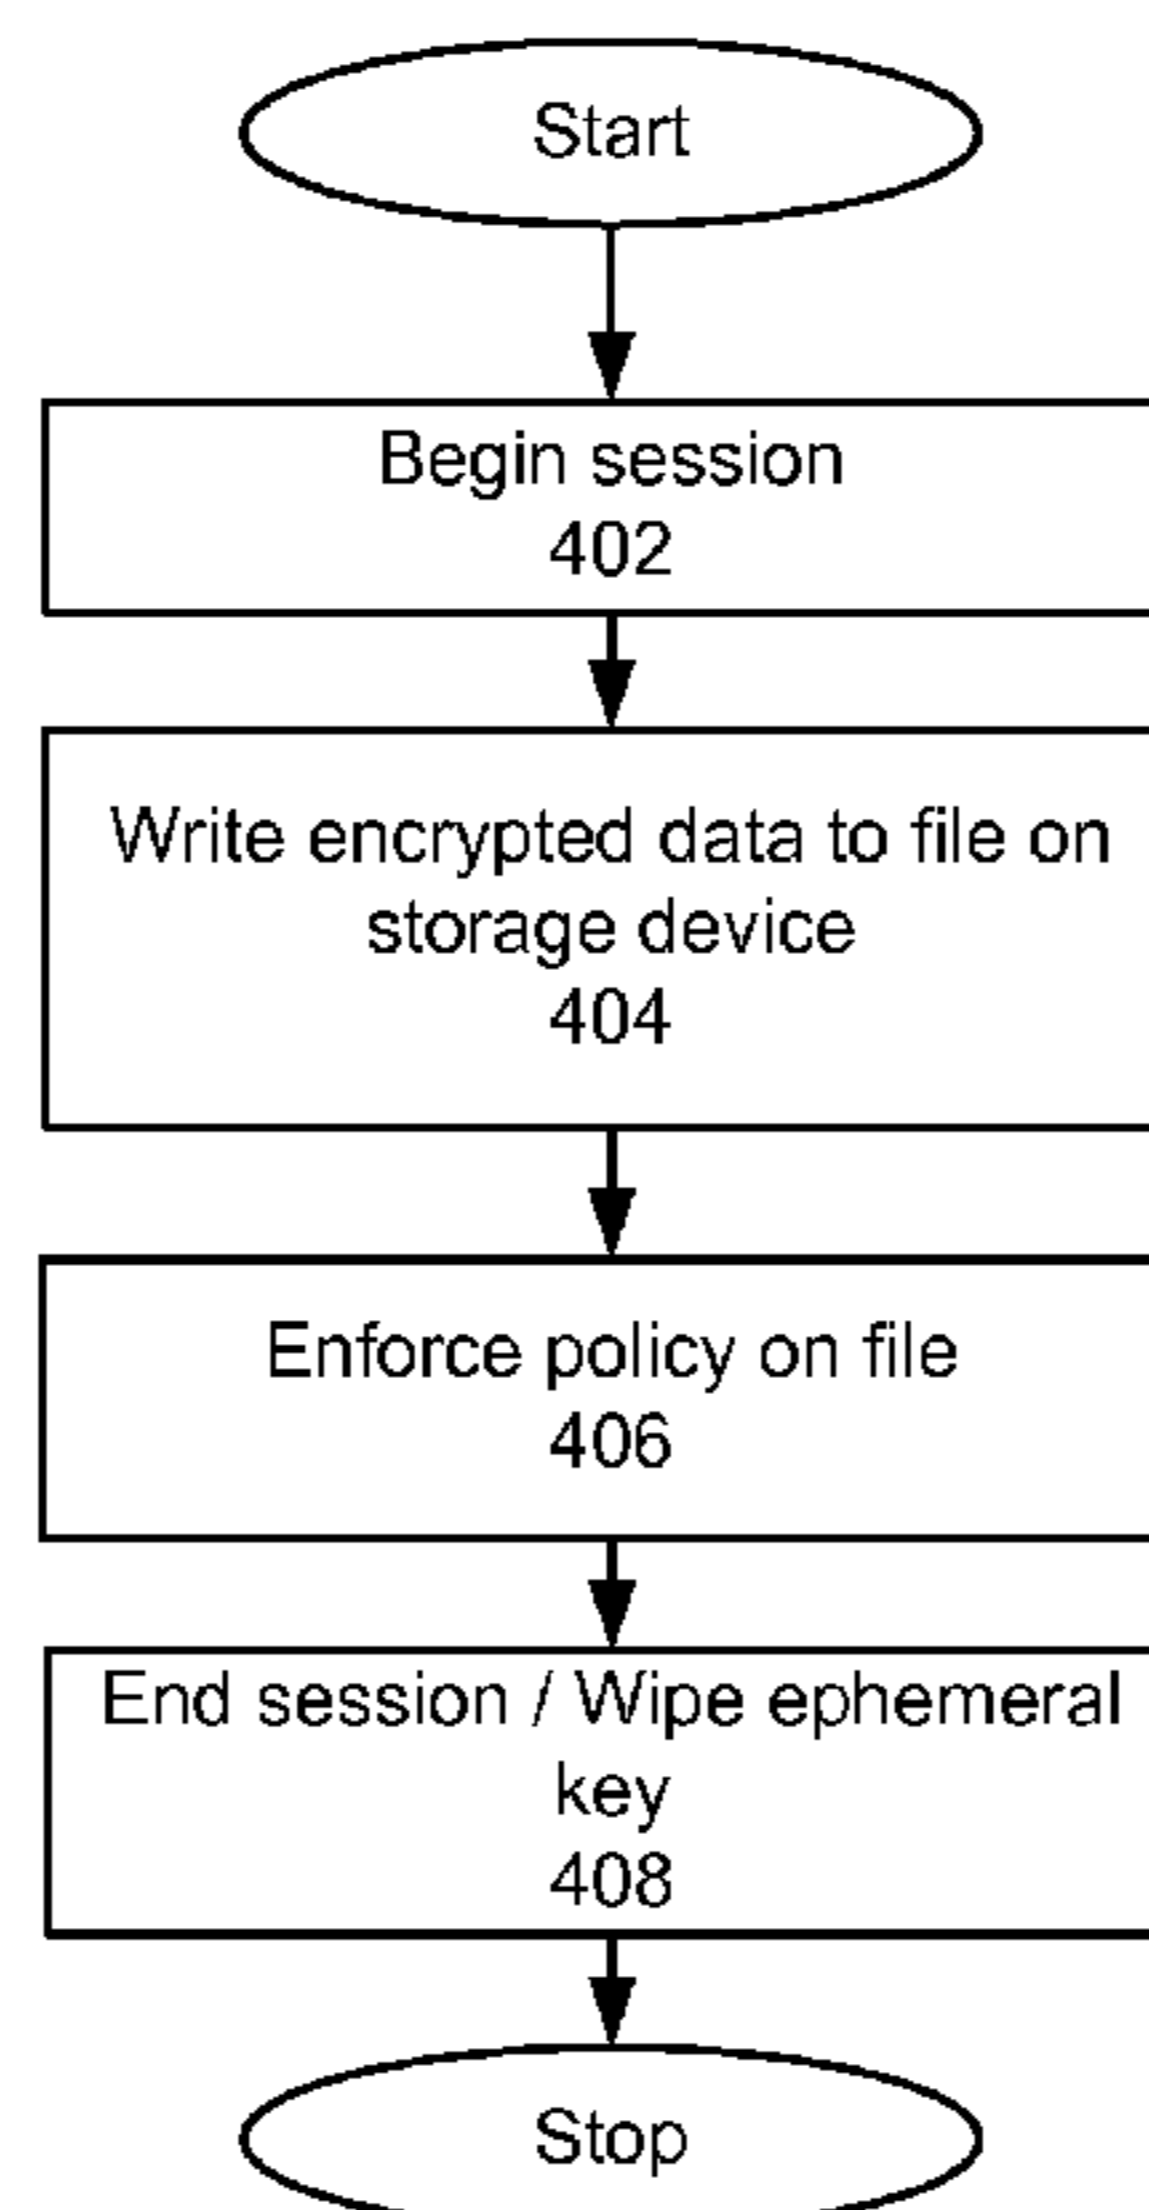 Start
Begin session
402
Write encrypted data to file on
storage device
404
Enforce policy on file
406
End session / Wipe ephemeral
key
408
Stop